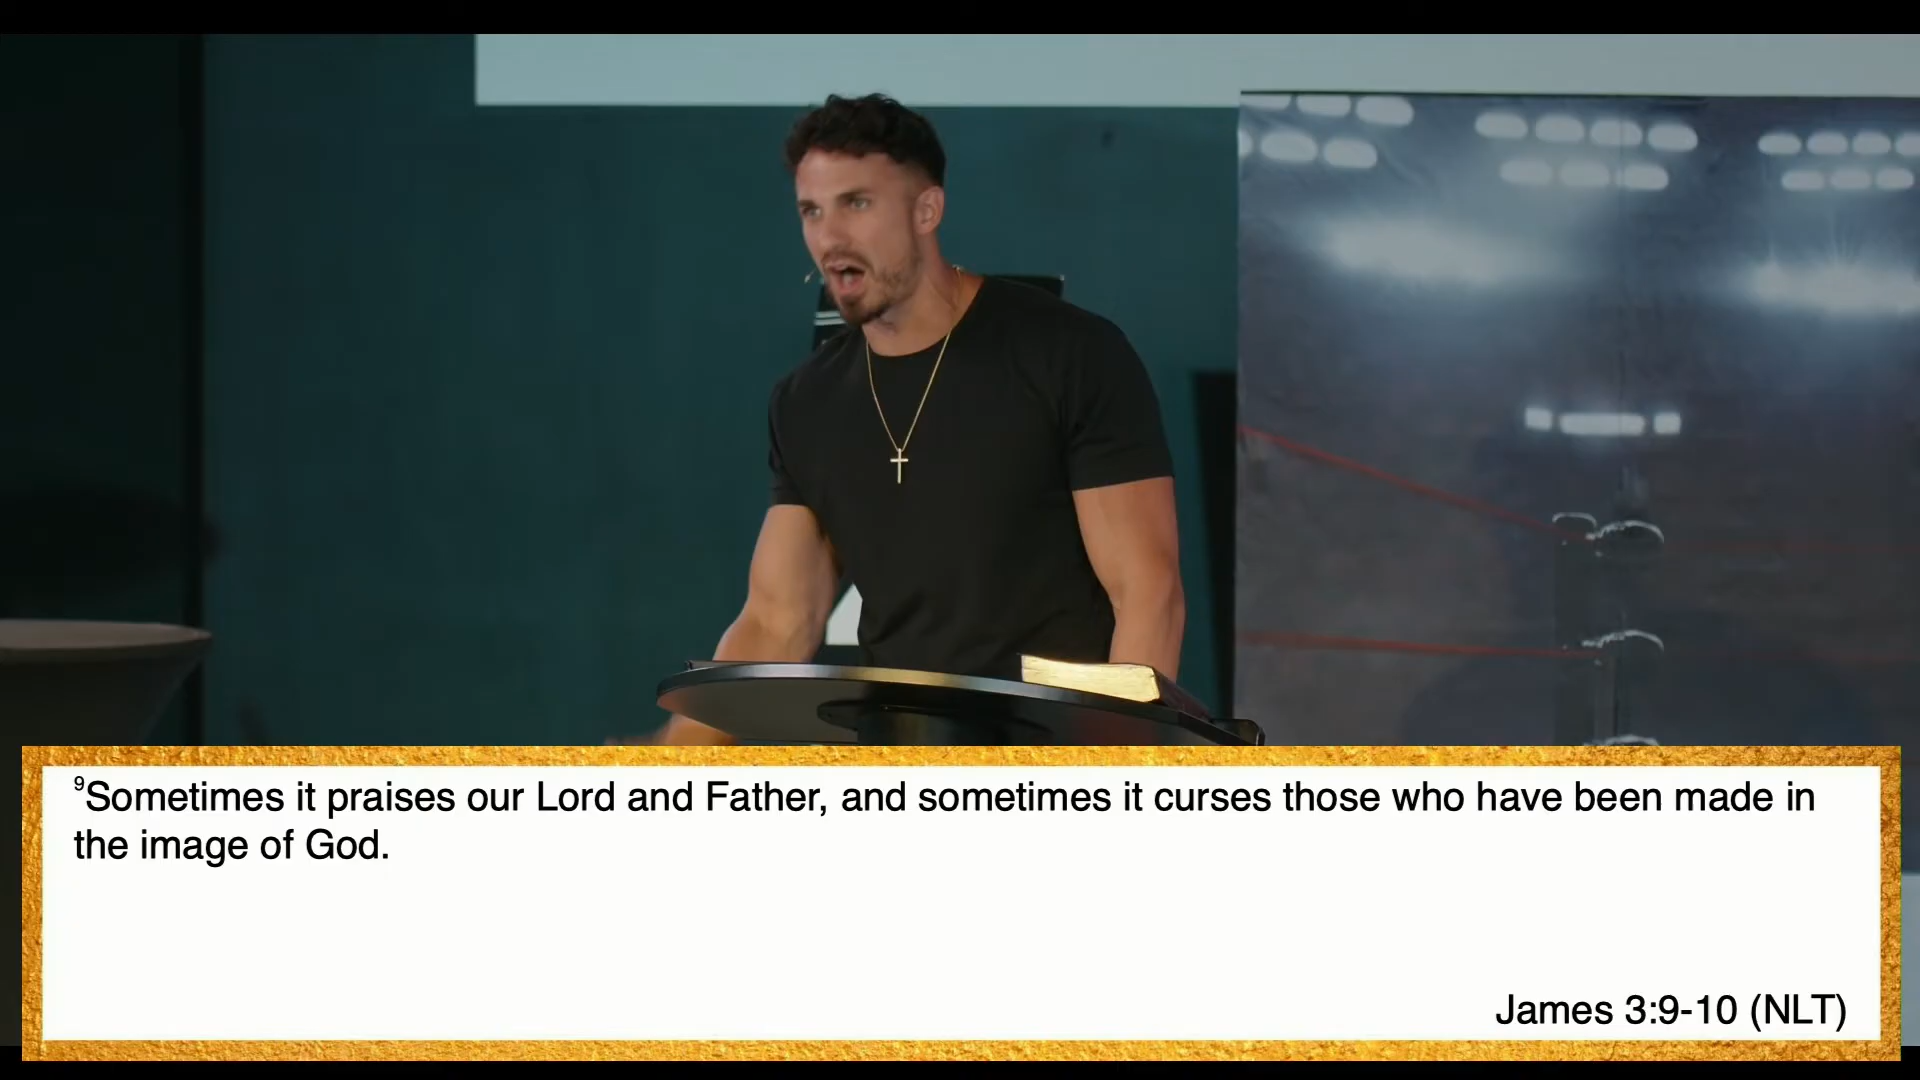 ⁹Sometimes it praises our Lord and Father, and sometimes it curses those who have been made in
the image of God.
James 3:9-10 (NLT)